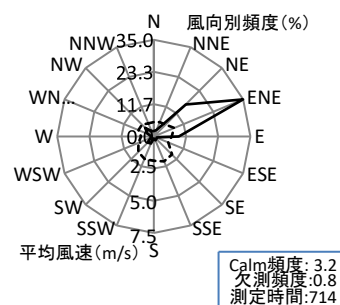 N
35.0
風向別頻度(%)
NNW
NNE
NW
23.3
NE
WN...
11.7
ENE
W
0.0
E
WSW
2.5
ESE
SW
5.0
SE
SSW
SSE
平均風速(m/s)
7.5
S
Calm頻度: 3.2
欠測頻度:0.8
測定時間:714